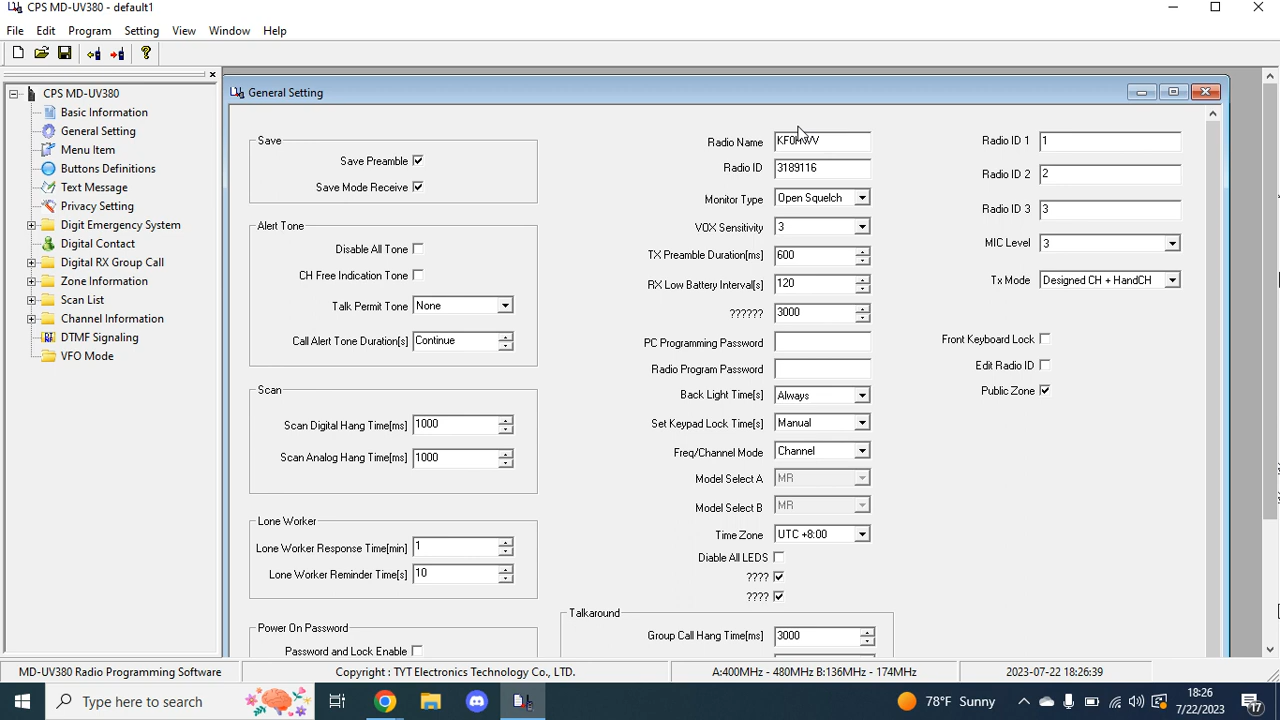 CPS MD-UV380 - default1
File Edit Program Setting View Window Help
CPS MD-UV380
Basic Information
General Setting
Menu Item
Buttons Definitions
Text Message
Privacy Setting
Digit Emergency System
Digital Contact
Digital RX Group Call
Zone Information
Scan List
Channel Information
DTMF Signaling
VFO Mode
General Setting
Save
Save Preamble
Save Mode Receive
Alert Tone
Disable All Tone
CH Free Indication Tone
Talk Permit Tone None
Call Alert Tone Duration[s] Continue
Scan
Scan Digital Hang Time[ms] 1000
Scan Analog Hang Time[ms] 1000
Lone Worker
Lone Worker Response Time[min] 1
Lone Worker Reminder Time[s] 10
Power On Password
Password and Lock Enable
Radio Name
Radio ID 3189116
Monitor Type Open Squelch
VOX Sensitivity 3
TX Preamble Duration[ms] 600
RX Low Battery Interval[s] 120
?????? 3000
PC Programming Password
Radio Program Password
Back Light Time[s] Always
Set Keypad Lock Time[s] Manual
Freq/Channel Mode Channel
Model Select A MR
Model Select B MR
Time Zone UTC +8:00
Diable All LEDS
????
????
Talkaround
Group Call Hang Time[ms] 3000
Radio ID 1 1
Radio ID 2 2
Radio ID 3 3
MIC Level 3
Tx Mode Designed CH + HandCH
Front Keyboard Lock
Edit Radio ID
Public Zone
MD-UV380 Radio Programming Software Copyright : TYT Electronics Technology Co., LTD. A:400MHz - 480MHz B:136MHz - 174MHz 2023-07-22 18:26:39
Type here to search 78°F Sunny 18:26
7/22/2023 17